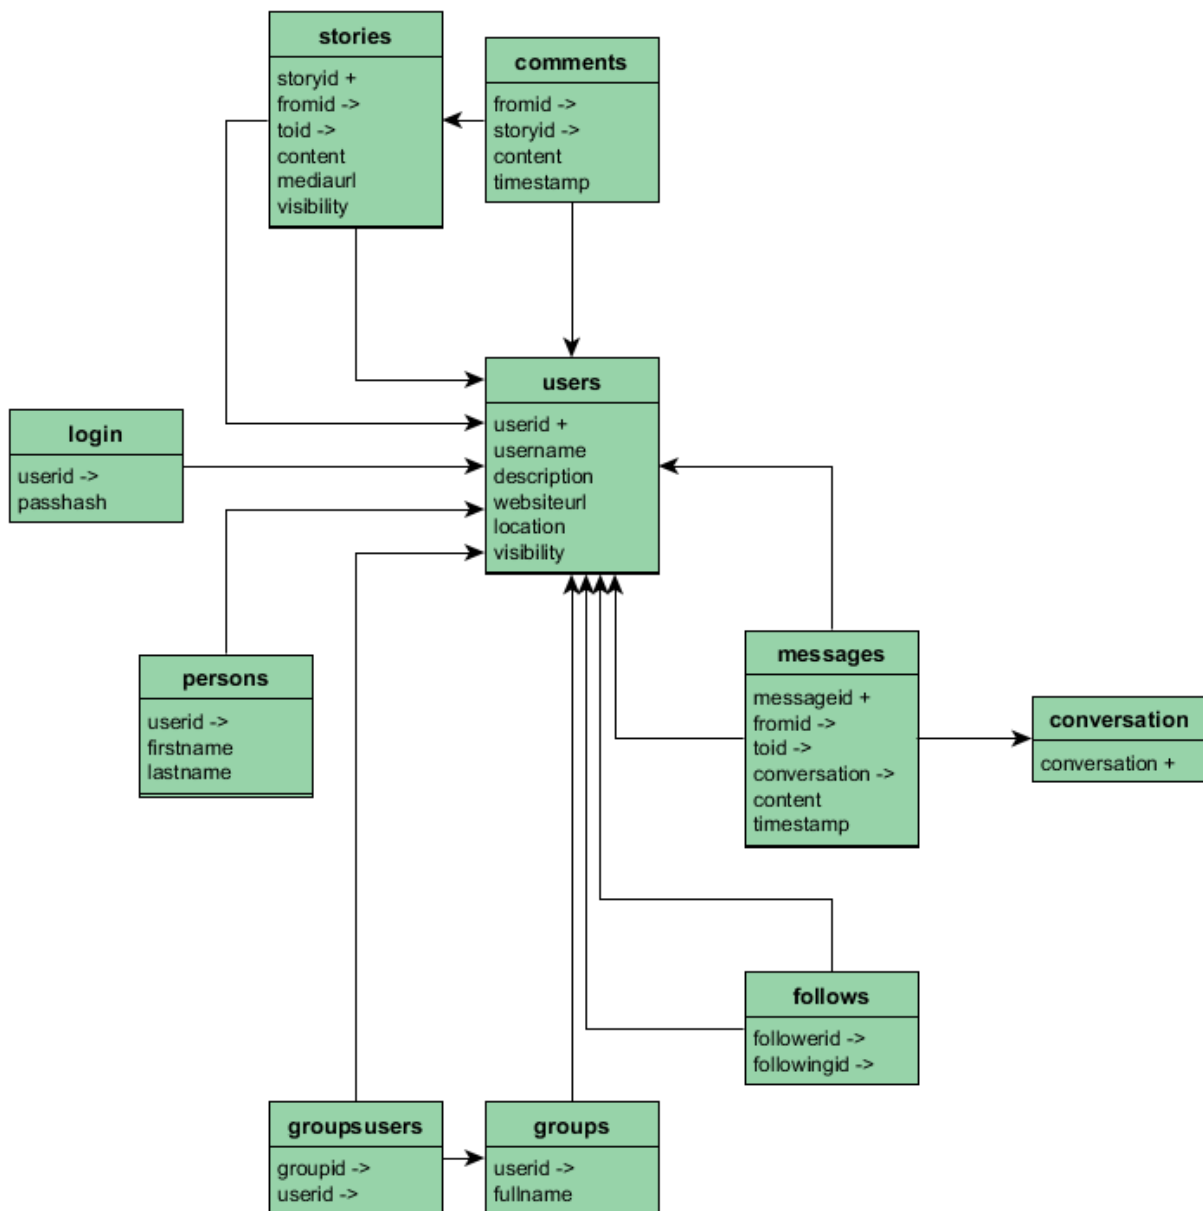 stories
storyid +
fromid ->
toid ->
content
mediaurl
visibility
comments
fromid ->
storyid ->
content
timestamp
users
userid +
username
description
websiteurl
location
visibility
login
userid ->
passhash
persons
userid ->
firstname
lastname
messages
messageid +
fromid ->
toid ->
conversation ->
content
timestamp
conversation
conversation +
follows
followerid ->
followingid ->
groupsusers
groupid ->
userid ->
groups
userid ->
fullname